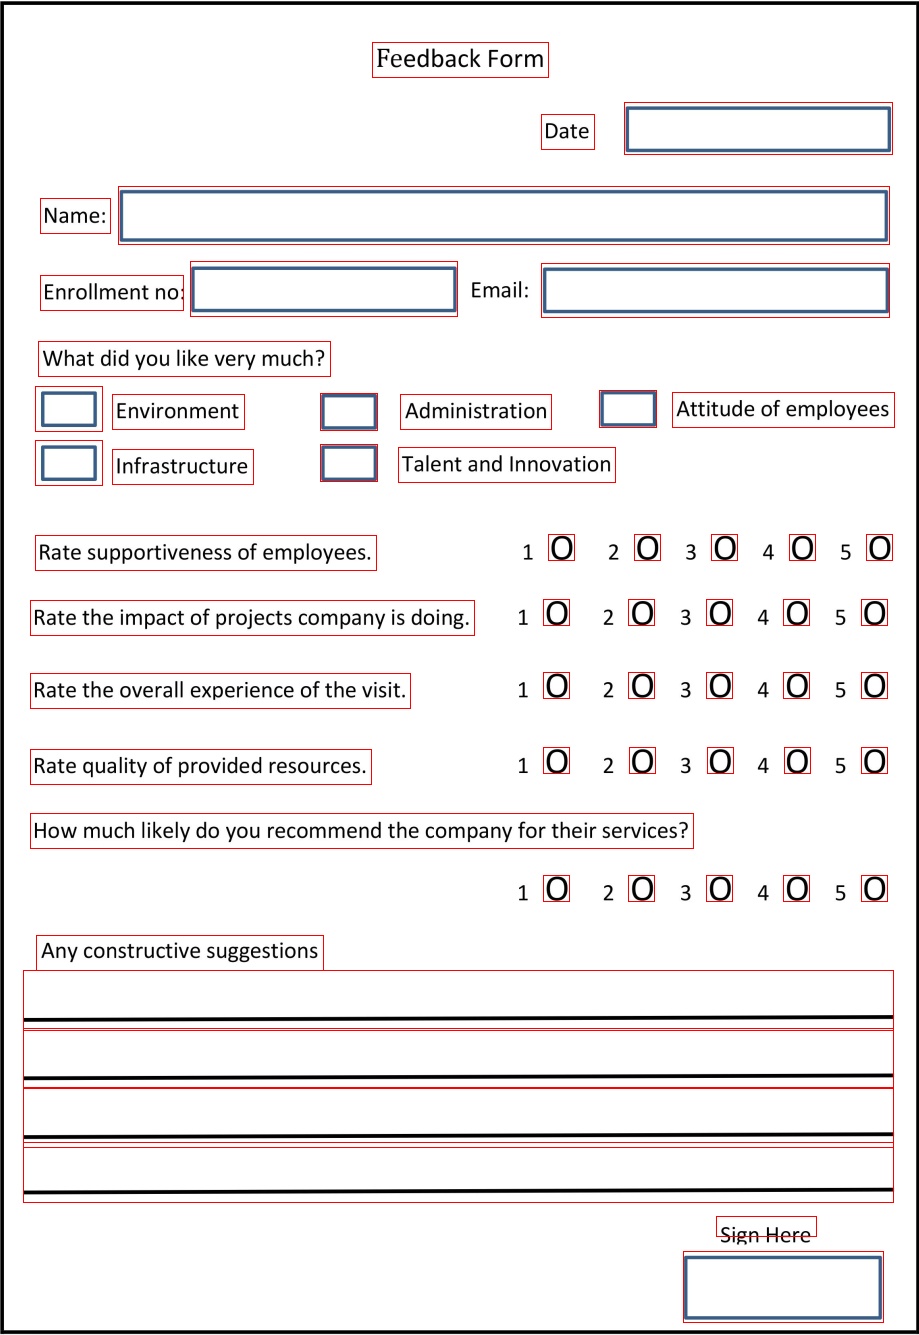 Feedback Form
Date
Name:
Enrollment no: Email:
What did you like very much?
Environment Administration Attitude of employees
Infrastructure Talent and Innovation
Rate supportiveness of employees. 1 O 2 O 3 O 4 O 5 O
Rate the impact of projects company is doing. 1 O 2 O 3 O 4 O 5 O
Rate the overall experience of the visit. 1 O 2 O 3 O 4 O 5 O
Rate quality of provided resources. 1 O 2 O 3 O 4 O 5 O
How much likely do you recommend the company for their services?
1 O 2 O 3 O 4 O 5 O
Any constructive suggestions
Sign Here